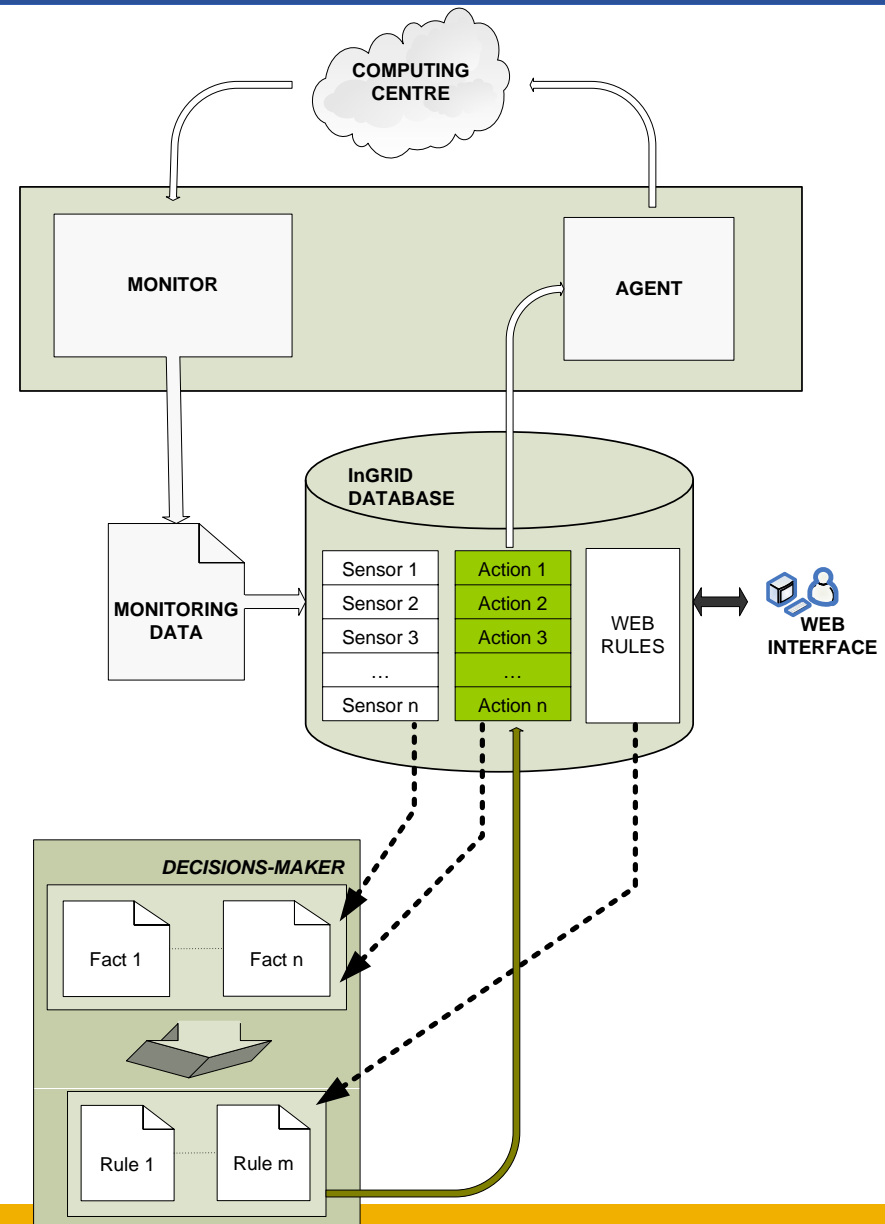 COMPUTING
CENTRE
MONITOR
AGENT
InGRID
DATABASE
MONITORING
DATA
Sensor 1
Sensor 2
Sensor 3
…
Sensor n
Action 1
Action 2
Action 3
…
Action n
WEB
RULES
WEB
INTERFACE
DECISIONS-MAKER
Fact 1
Fact n
Rule 1
Rule m